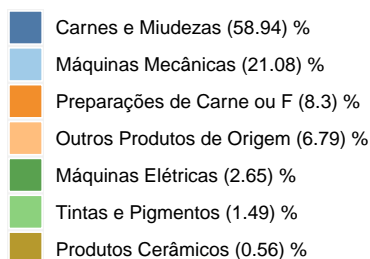 Carnes e Miudezas (58.94) %
Máquinas Mecânicas (21.08) %
Preparações de Carne ou F (8.3) %
Outros Produtos de Origem (6.79) %
Máquinas Elétricas (2.65) %
Tintas e Pigmentos (1.49) %
Produtos Cerâmicos (0.56) %